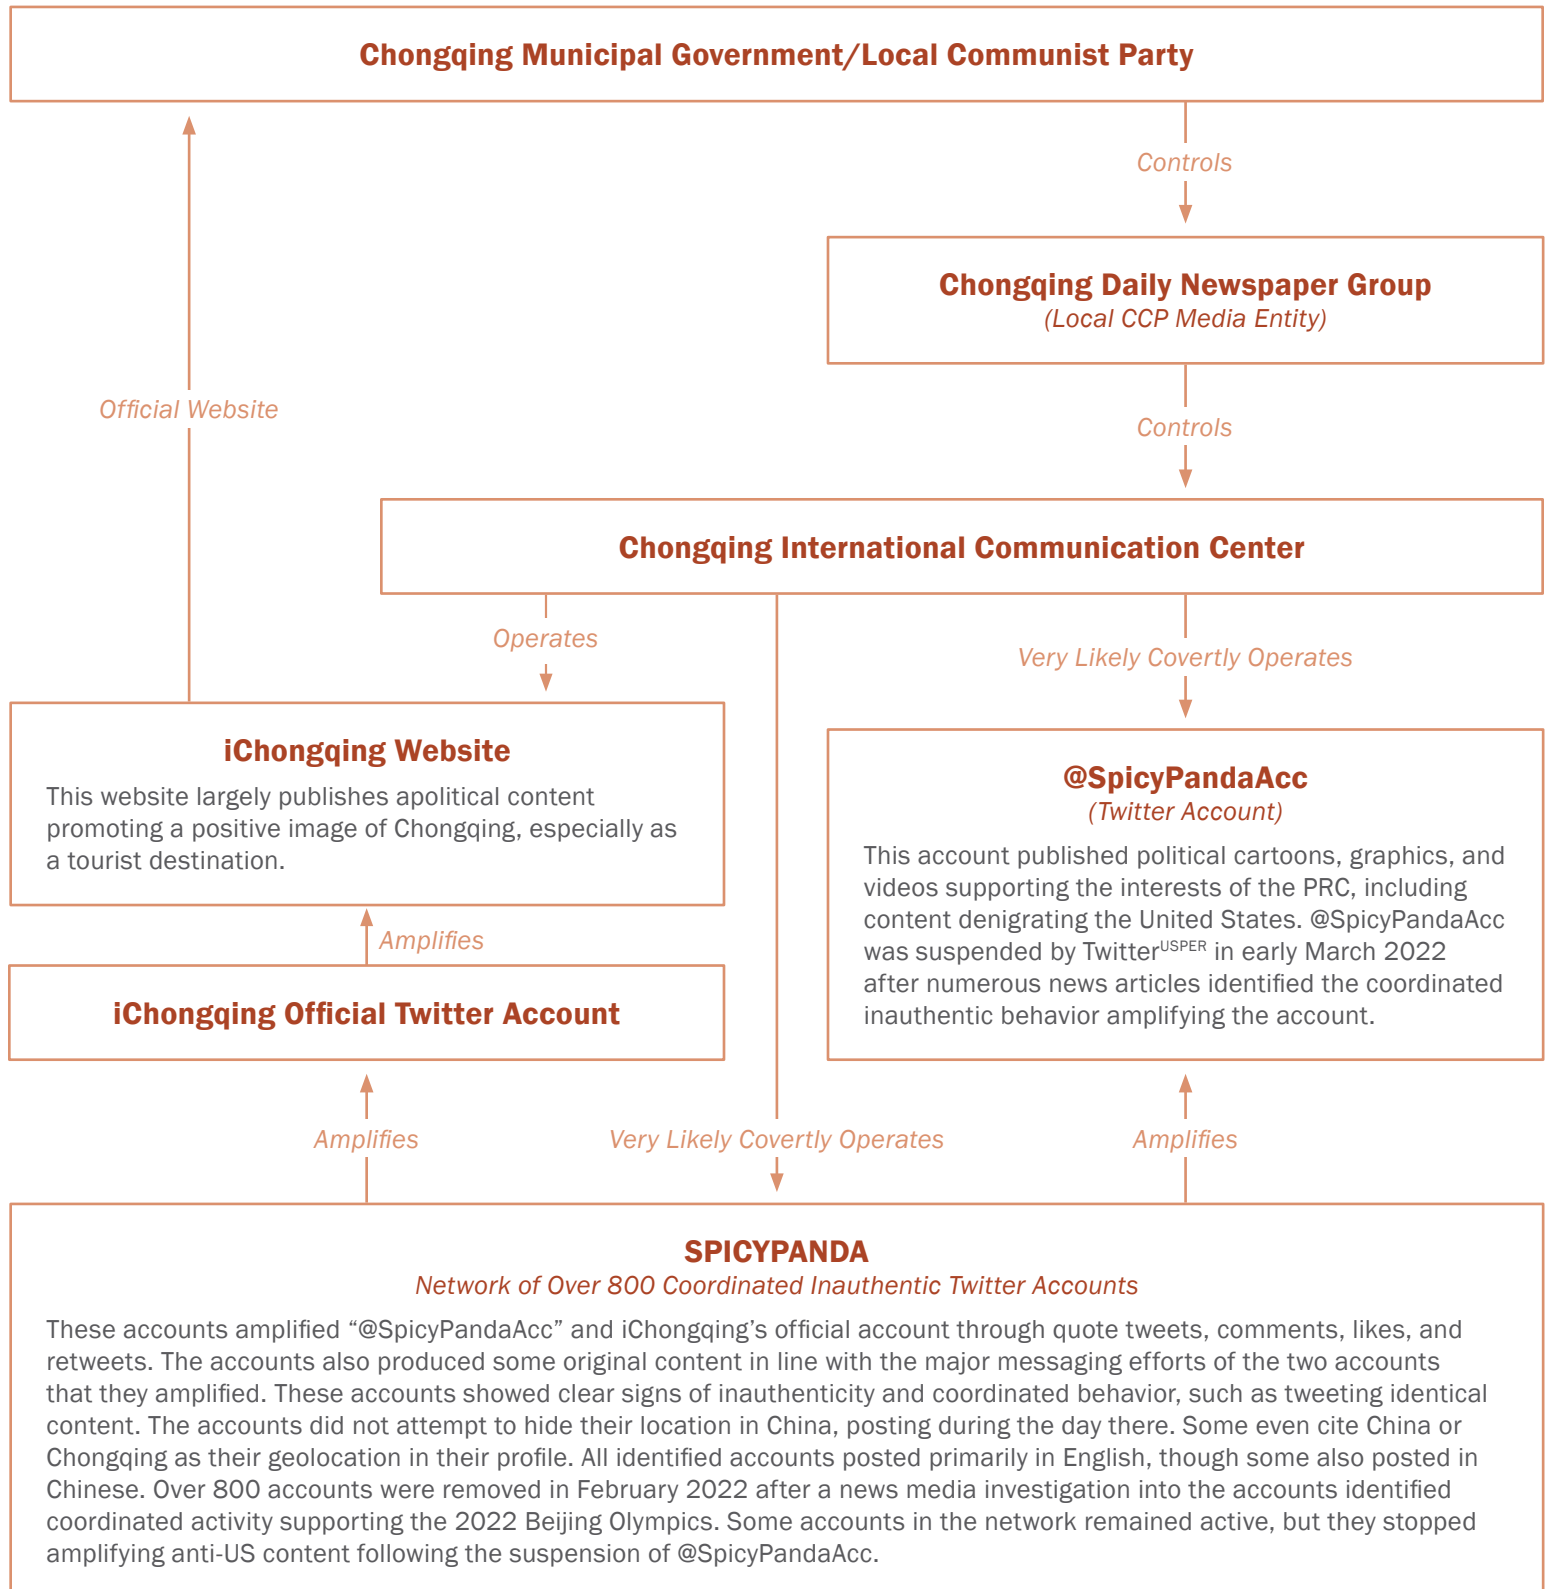 Chongqing Municipal Government/Local Communist Party
Controls
Chongqing Daily Newspaper Group
(Local CCP Media Entity)
Official Website
Controls
Chongqing International Communication Center
Operates
Very Likely Covertly Operates
iChongqing Website
This website largely publishes apolitical content
promoting a positive image of Chongqing, especially as
a tourist destination.
@SpicyPandaAcc
(Twitter Account)
This account published political cartoons, graphics, and
videos supporting the interests of the PRC, including
content denigrating the United States. @SpicyPandaAcc
was suspended by Twitter^USPER in early March 2022
after numerous news articles identified the coordinated
inauthentic behavior amplifying the account.
Amplifies
iChongqing Official Twitter Account
Amplifies
Very Likely Covertly Operates
Amplifies
SPICYPANDA
Network of Over 800 Coordinated Inauthentic Twitter Accounts
These accounts amplified “@SpicyPandaAcc” and iChongqing’s official account through quote tweets, comments, likes, and
retweets. The accounts also produced some original content in line with the major messaging efforts of the two accounts
that they amplified. These accounts showed clear signs of inauthenticity and coordinated behavior, such as tweeting identical
content. The accounts did not attempt to hide their location in China, posting during the day there. Some even cite China or
Chongqing as their geolocation in their profile. All identified accounts posted primarily in English, though some also posted in
Chinese. Over 800 accounts were removed in February 2022 after a news media investigation into the accounts identified
coordinated activity supporting the 2022 Beijing Olympics. Some accounts in the network remained active, but they stopped
amplifying anti-US content following the suspension of @SpicyPandaAcc.